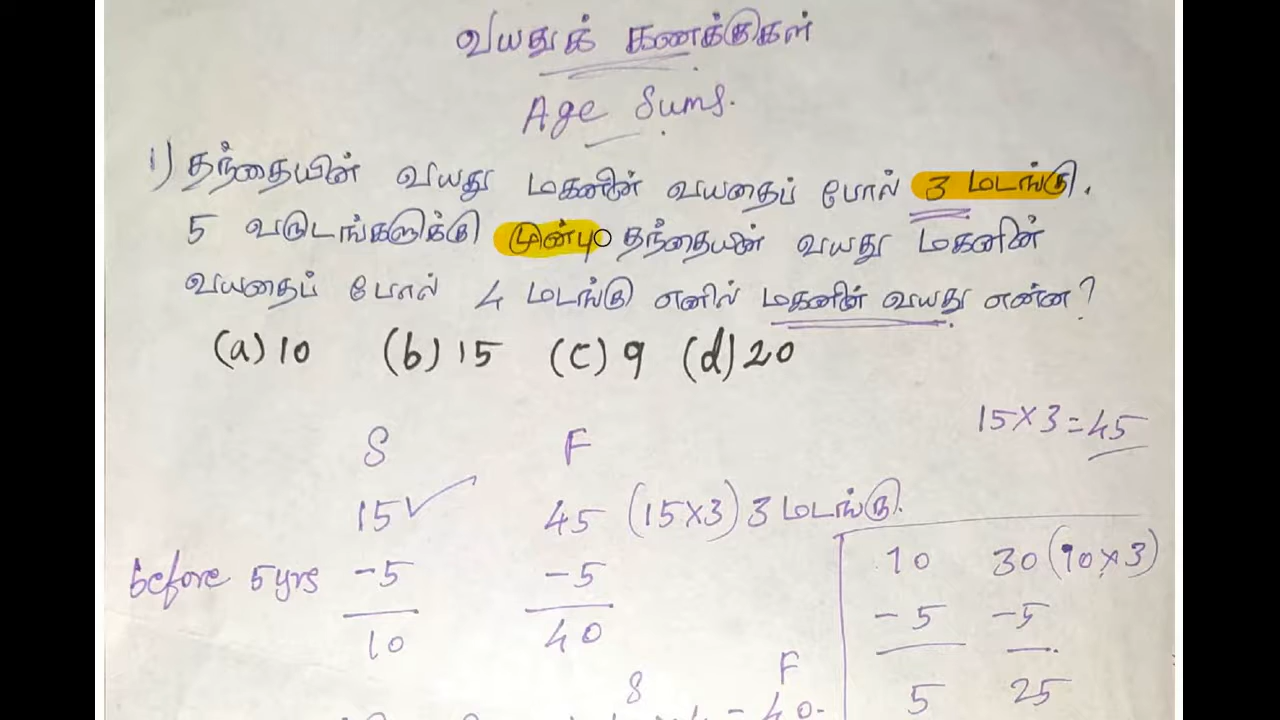 வயதுக் கணக்குகள்
Age Sums.
1) தந்தையின் வயது மகனின் வயதைப் போல் 3 மடங்கு.
5 வருடங்களுக்கு முன்பு தந்தையின் வயது மகனின்
வயதைப் போல் 4 மடங்கு எனில் மகனின் வயது என்ன?
(a) 10 (b) 15 (c) 9 (d) 20
15×3=45
S F
15✓ 45 (15×3) 3 மடங்கு.
10 30 (10×3)
before 5yrs -5 -5
-5 -5
10 40
5 25
S F
= 40.